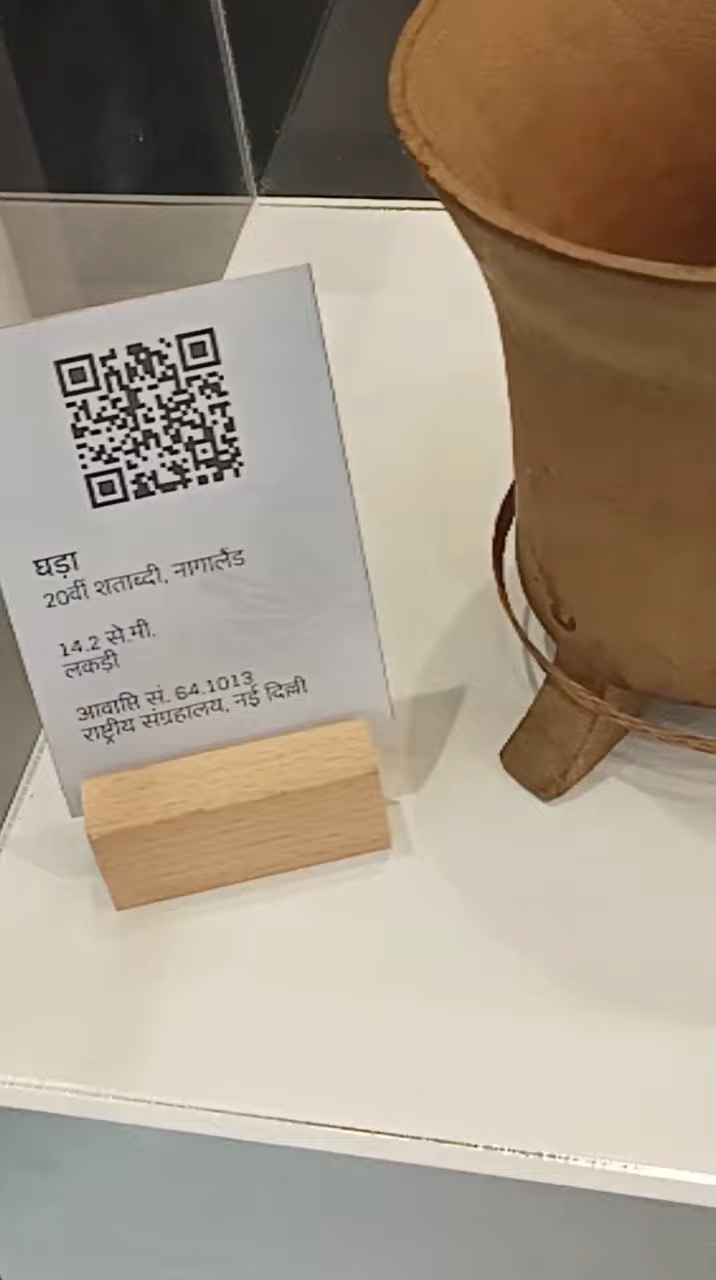 घड़ा
20वीं शताब्दी, नागालैंड
14.2 से.मी.
लकड़ी
आवाप्ति सं. 64.1013
राष्ट्रीय संग्रहालय, नई दिल्ली